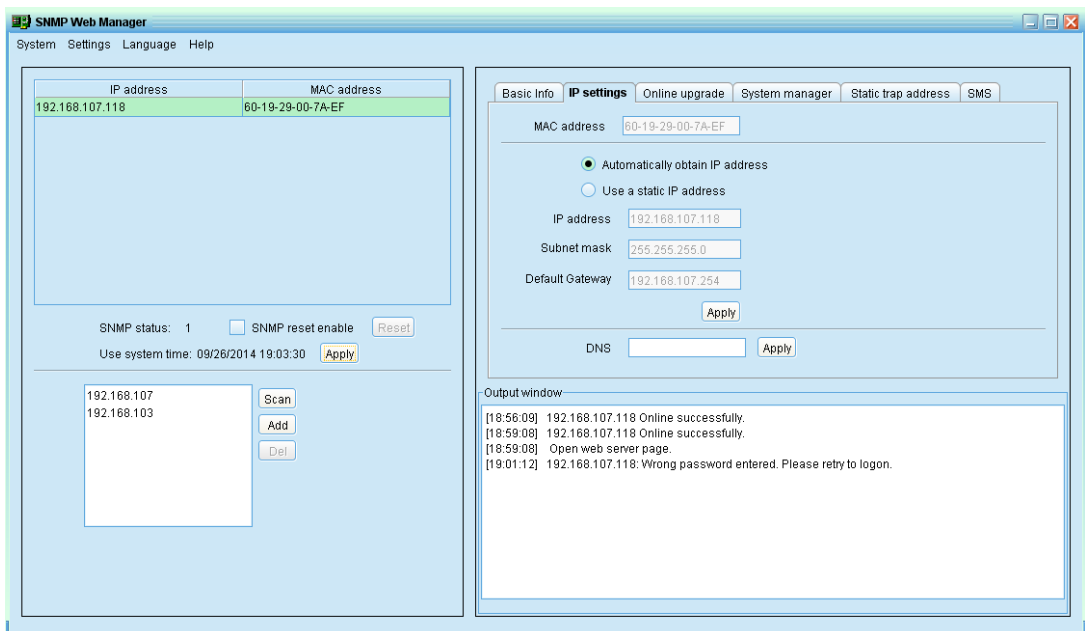 SNMP Web Manager
System Settings Language Help
IP address MAC address
192.168.107.118 60-19-29-00-7A-EF
SNMP status: 1 SNMP reset enable Reset
Use system time: 09/26/2014 19:03:30 Apply
192.168.107
192.168.103
Scan
Add
Del
Basic Info IP settings Online upgrade System manager Static trap address SMS
MAC address 60-19-29-00-7A-EF
Automatically obtain IP address
Use a static IP address
IP address 192.168.107.118
Subnet mask 255.255.255.0
Default Gateway 192.168.107.254
Apply
DNS Apply
Output window
[18:56:09] 192.168.107.118 Online successfully.
[18:59:08] 192.168.107.118 Online successfully.
[18:59:08] Open web server page.
[19:01:12] 192.168.107.118: Wrong password entered. Please retry to logon.